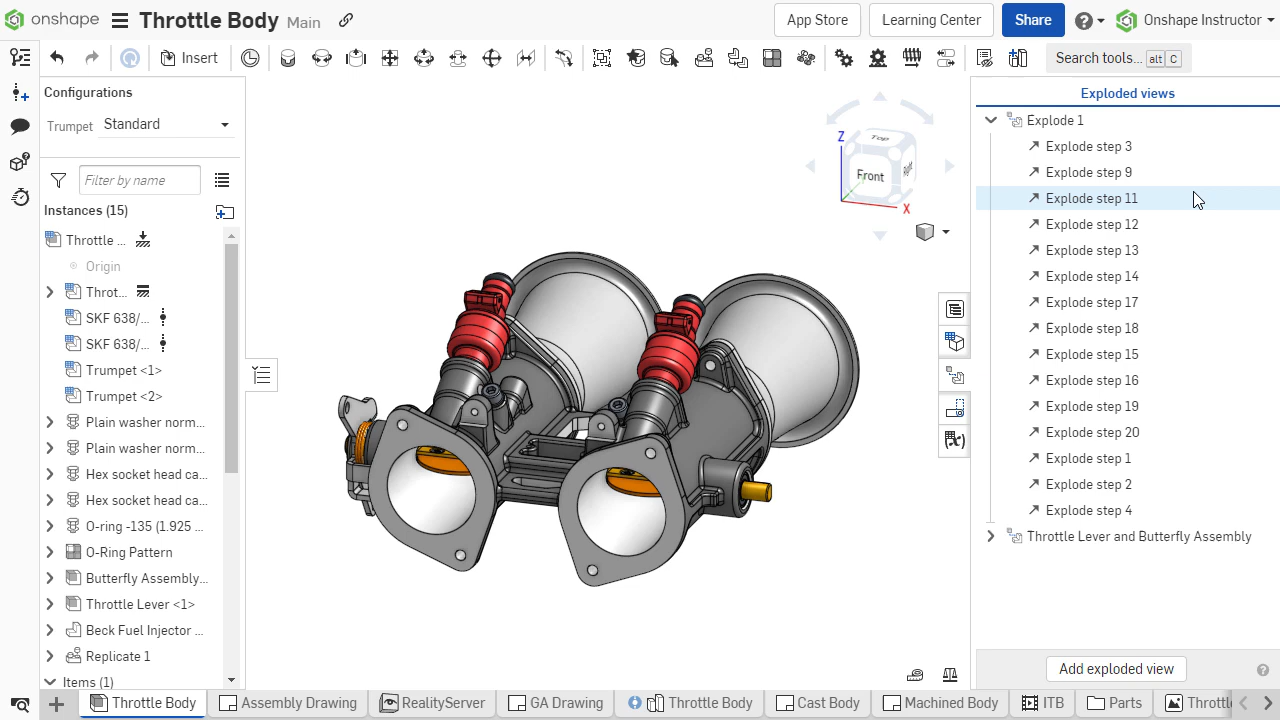 onshape
Throttle Body Main
App Store
Learning Center
Share
Onshape Instructor
Insert
Search tools... alt C
Configurations
Trumpet Standard
Filter by name
Instances (15)
Throttle ...
Origin
Throt...
SKF 638/...
SKF 638/...
Trumpet <1>
Trumpet <2>
Plain washer norm...
Plain washer norm...
Hex socket head ca...
Hex socket head ca...
O-ring -135 (1.925 ...
O-Ring Pattern
Butterfly Assembly...
Throttle Lever <1>
Beck Fuel Injector ...
Replicate 1
Items (1)
Z
Top
Front
Right
X
Exploded views
Explode 1
Explode step 3
Explode step 9
Explode step 11
Explode step 12
Explode step 13
Explode step 14
Explode step 17
Explode step 18
Explode step 15
Explode step 16
Explode step 19
Explode step 20
Explode step 1
Explode step 2
Explode step 4
Throttle Lever and Butterfly Assembly
Add exploded view
Throttle Body
Assembly Drawing
RealityServer
GA Drawing
Throttle Body
Cast Body
Machined Body
ITB
Parts
Throttl